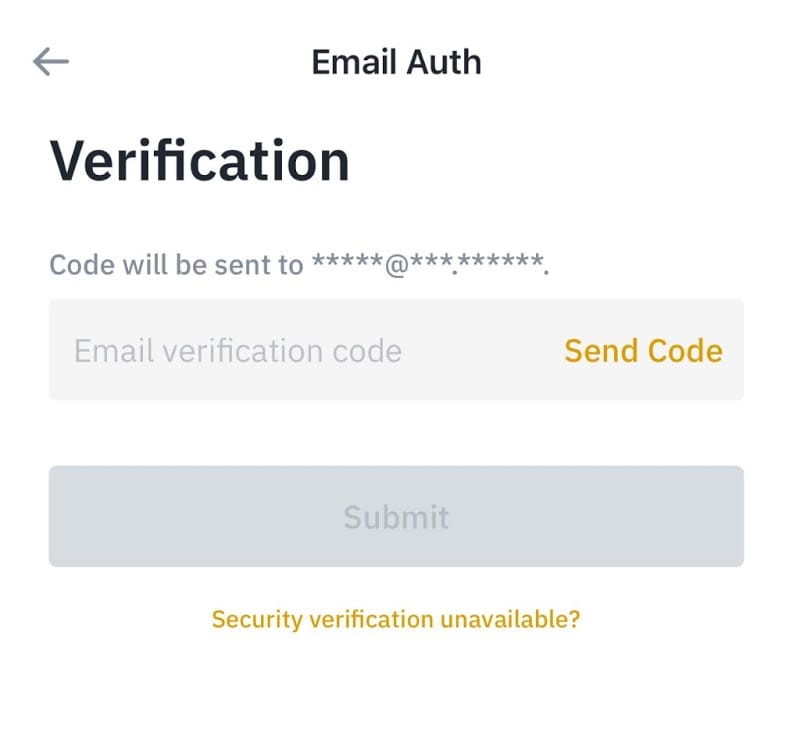 Email Auth
Verification
Code will be sent to *****@***.******.
Email verification code
Send Code
Submit
Security verification unavailable?